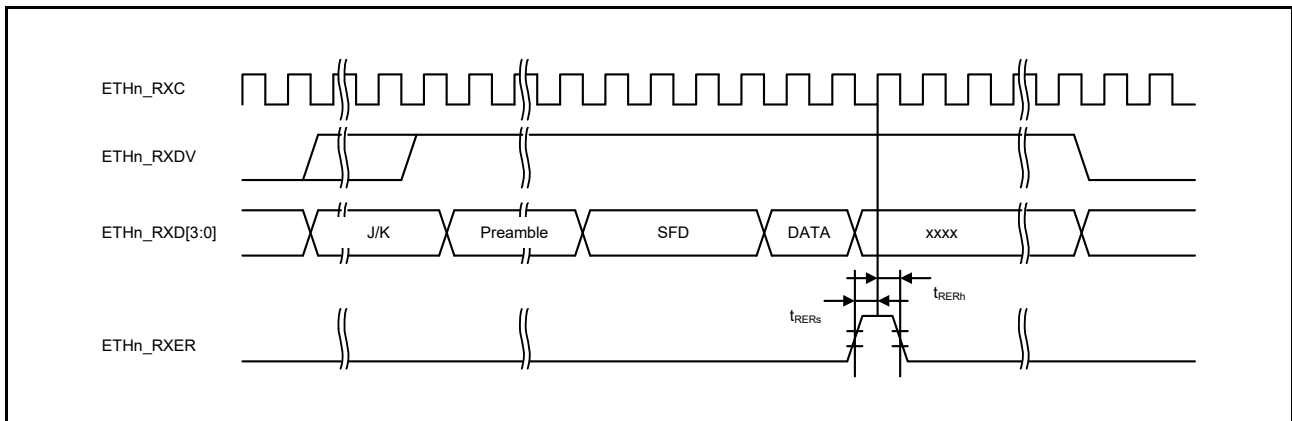 ETHn_RXC
ETHn_RXDV
ETHn_RXD[3:0]
J/K
Preamble
SFD
DATA
xxxx
tRERh
tRERs
ETHn_RXER